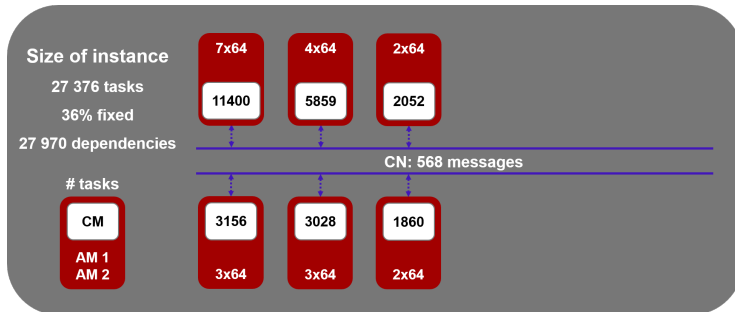 Size of instance
27 376 tasks
36% fixed
27 970 dependencies
7x64
11400
4x64
5859
2x64
2052
CN: 568 messages
# tasks
CM
AM 1
AM 2
3156
3x64
3028
3x64
1860
2x64